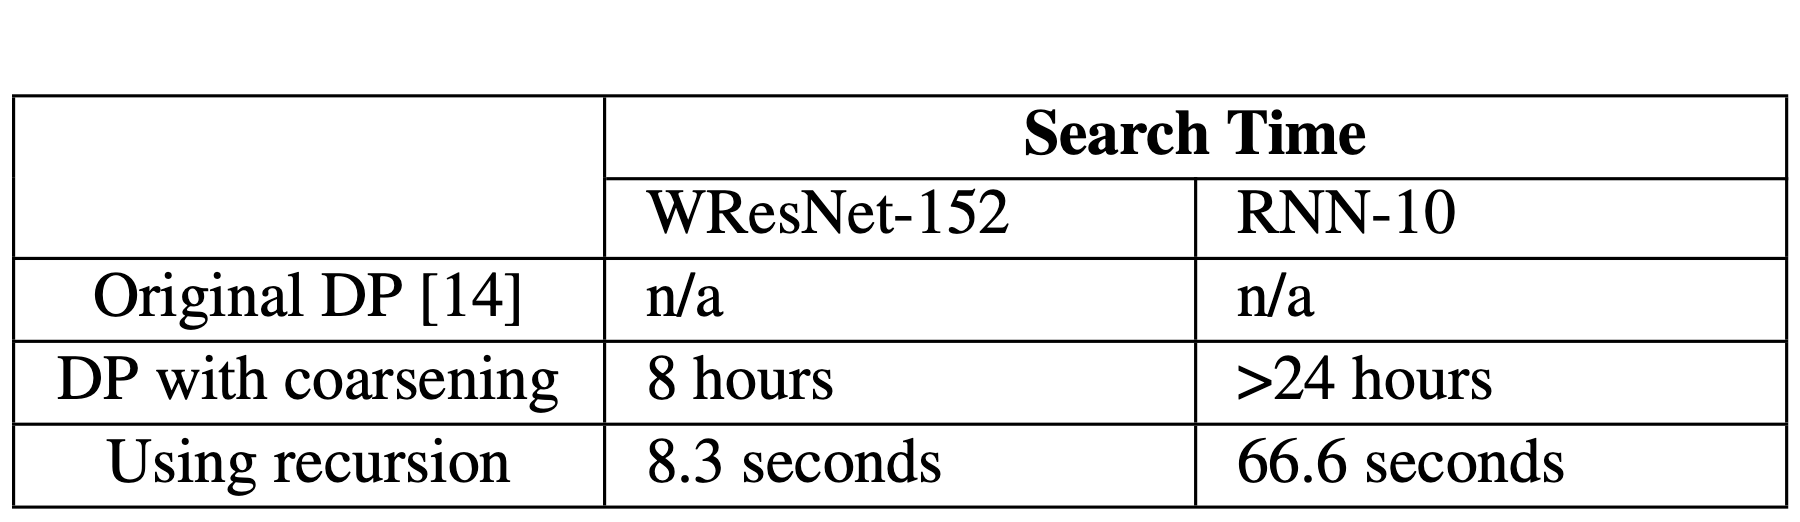 Search Time
WResNet-152 RNN-10
Original DP [14] n/a n/a
DP with coarsening 8 hours >24 hours
Using recursion 8.3 seconds 66.6 seconds